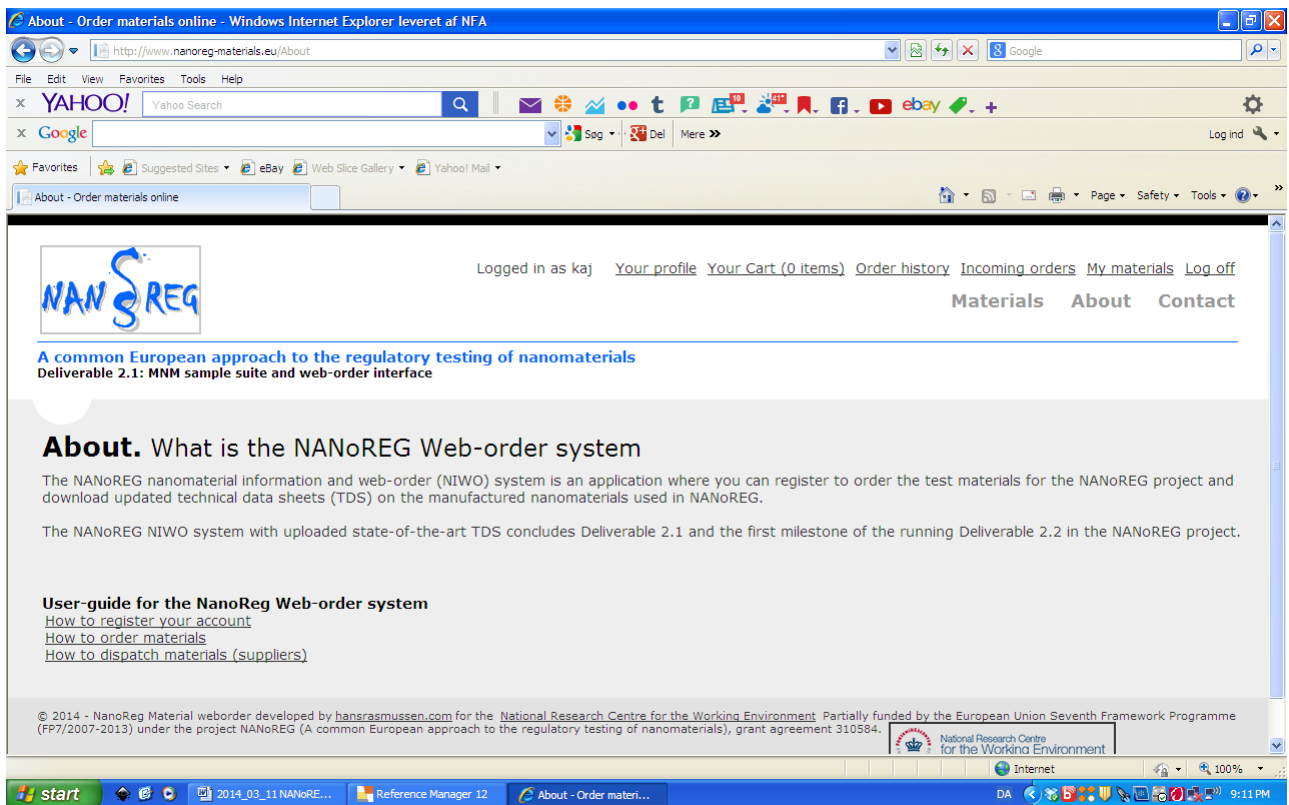 About - Order materials online - Windows Internet Explorer leveret af NFA
http://www.nanoreg-materials.eu/About
Google
File Edit View Favorites Tools Help
x YAHOO! Yahoo Search
t 10 41° ebay +
x Google Søg Del Mere » Log ind
Favorites Suggested Sites eBay Web Slice Gallery Yahoo! Mail
About - Order materials online Page Safety Tools »
NANOREG
Logged in as kaj Your profile Your Cart (0 items) Order history Incoming orders My materials Log off
Materials About Contact
A common European approach to the regulatory testing of nanomaterials
Deliverable 2.1: MNM sample suite and web-order interface
About. What is the NANoREG Web-order system
The NANoREG nanomaterial information and web-order (NIWO) system is an application where you can register to order the test materials for the NANoREG project and
download updated technical data sheets (TDS) on the manufactured nanomaterials used in NANoREG.
The NANoREG NIWO system with uploaded state-of-the-art TDS concludes Deliverable 2.1 and the first milestone of the running Deliverable 2.2 in the NANoREG project.
User-guide for the NanoReg Web-order system
How to register your account
How to order materials
How to dispatch materials (suppliers)
© 2014 - NanoReg Material weborder developed by hansrasmussen.com for the National Research Centre for the Working Environment Partially funded by the European Union Seventh Framework Programme
(FP7/2007-2013) under the project NANoREG (A common European approach to the regulatory testing of nanomaterials), grant agreement 310584.
National Research Centre
for the Working Environment
Internet 100%
start 2014_03_11 NANoRE... Reference Manager 12 About - Order materi... DA 9:11 PM